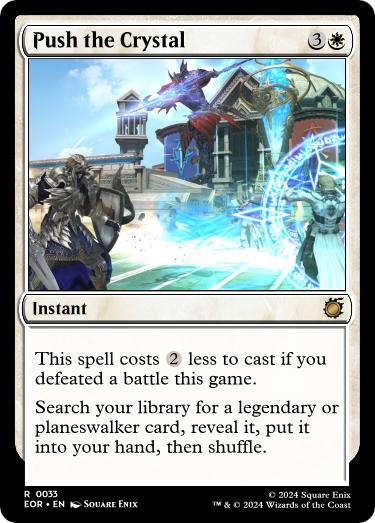 Push the Crystal 3
Instant
This spell costs 2 less to cast if you
defeated a battle this game.
Search your library for a legendary or
planeswalker card, reveal it, put it
into your hand, then shuffle.
R 0033
EOR • EN SQUARE ENIX
© 2024 Square Enix
™ & © 2024 Wizards of the Coast